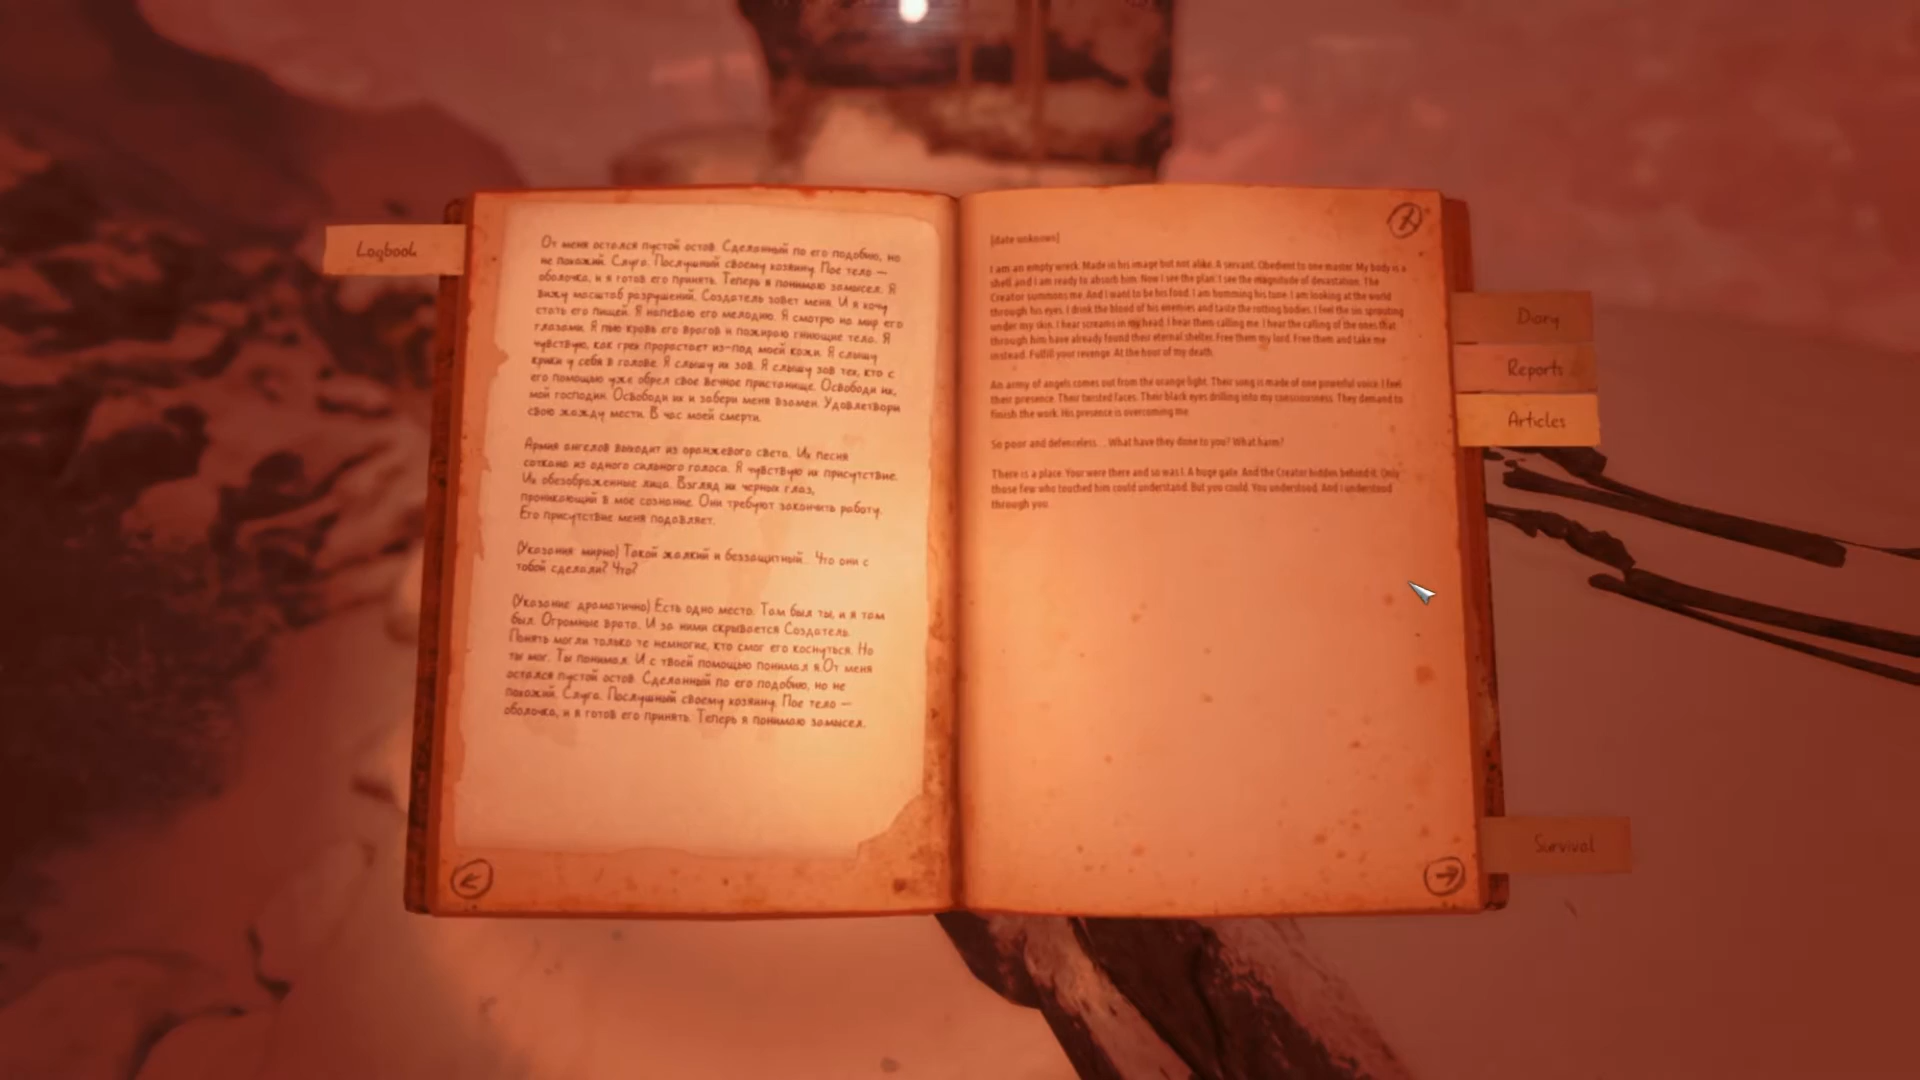 Logbook
От меня остался пустой остов. Сделанный по его подобию, но
не похожий. Слуга. Послушный своему хозяину. Мое тело —
оболочка, и я готов его принять. Теперь я понимаю замысел. Я
вижу масштаб разрушений. Создатель зовет меня. И я хочу
стать его пищей. Я напеваю его мелодию. Я смотрю на мир его
глазами. Я пью кровь его врагов и пожираю гниющие тела. Я
чувствую, как грех прорастает из-под моей кожи. Я слышу
крики у себя в голове. Я слышу их зов. Я слышу зов тех, кто с
его помощью уже обрел свое вечное пристанище. Освободи их,
мой господин. Освободи их и забери меня взамен. Удовлетвори
свою жажду мести. В час моей смерти.
Армия ангелов выходит из оранжевого света. Их песня
соткана из одного сильного голоса. Я чувствую их присутствие.
Их обезображенные лица. Взгляд их черных глаз,
проникающий в мое сознание. Они требуют закончить работу.
Его присутствие меня подавляет.
(Указания мирно) Такой жалкий и беззащитный... Что они с
тобой сделали? Что?
(Указание драматично) Есть одно место. Там был ты, и я там
был. Огромные врата. И за ними скрывается Создатель.
Понять могли только те немногие, кто смог его коснуться. Но
ты мог. Ты понимал. И с твоей помощью понимал я.От меня
остался пустой остов. Сделанный по его подобию, но не
похожий. Слуга. Послушный своему хозяину. Мое тело —
оболочка, и я готов его принять. Теперь я понимаю замысел.
[date unknown]
I am an empty wreck. Made in his image but not alike. A servant. Obedient to one master. My body is a
shell and I am ready to absorb him. Now I see the plan. I see the magnitude of devastation. The
Creator summons me. And I want to be his food. I am humming his tune. I am looking at the world
through his eyes. I drink the blood of his enemies and taste the rotting bodies. I feel the sin sprouting
under my skin. I hear screams in my head. I hear them calling me. I hear the calling of the ones that
through him have already found their eternal shelter. Free them my lord. Free them and take me
instead. Fulfill your revenge. At the hour of my death.
An army of angels comes out from the orange light. Their song is made of one powerful voice. I feel
their presence. Their twisted faces. Their black eyes drilling into my consciousness. They demand to
finish the work. His presence is overcoming me.
So poor and defenceless... What have they done to you? What harm?
There is a place. Your were there and so was I. A huge gate. And the Creator hidden behind it. Only
those few who touched him could understand. But you could. You understood. And i understood
through you.
Diary
Reports
Articles
Survival